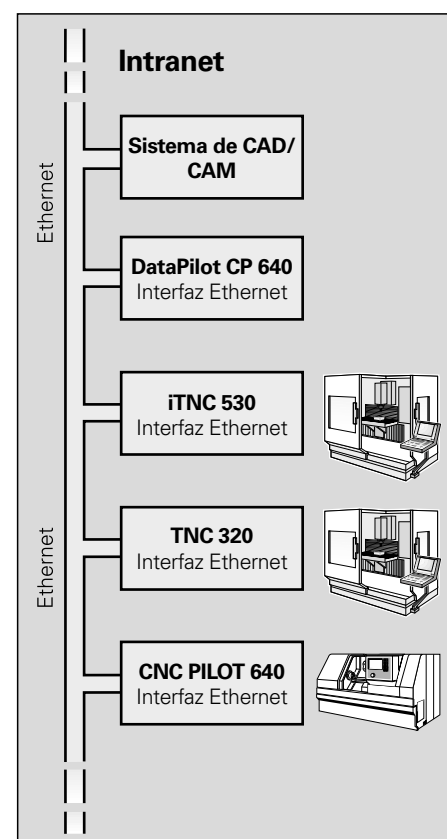 Intranet
Ethernet
Sistema de CAD/
CAM
DataPilot CP 640
Interfaz Ethernet
iTNC 530
Interfaz Ethernet
Ethernet
TNC 320
Interfaz Ethernet
CNC PILOT 640
Interfaz Ethernet